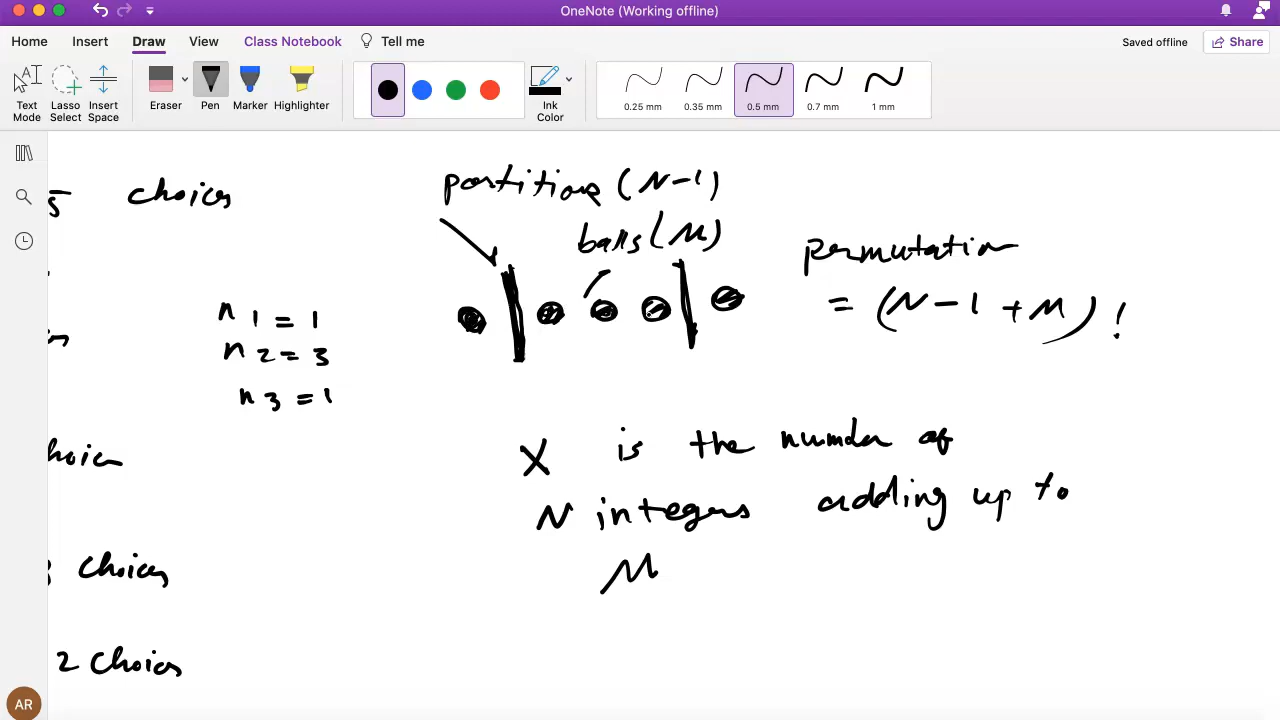 OneNote (Working offline)
Home Insert Draw View Class Notebook Tell me
Saved offline Share
Text Mode Lasso Select Insert Space Eraser Pen Marker Highlighter Ink Color 0.25 mm 0.35 mm 0.5 mm 0.7 mm 1 mm
5 choices
partitions (N-1)
balls (M)
permutation
= (N-1+M)!
n1 = 1
n2 = 3
n3 = 1
X is the number of
N integers adding up to
M
choices
2 choices
AR